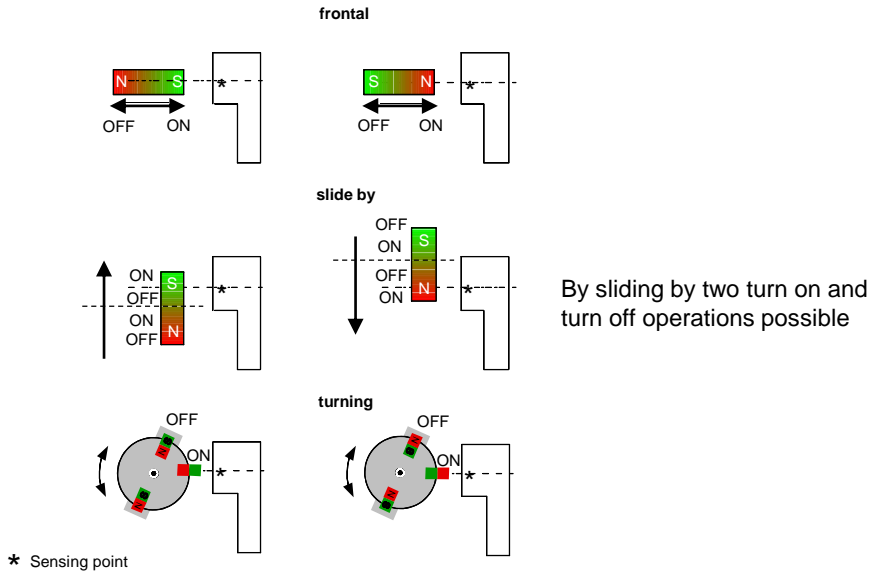 frontal
N S
S N
* *
OFF ON
OFF ON
slide by
OFF
S
ON
ON
S
OFF
OFF
N
ON
*
*
ON
N
OFF
By sliding by two turn on and
turn off operations possible
turning
OFF
OFF
N
N
ON
ON
*
*
N
N
* Sensing point